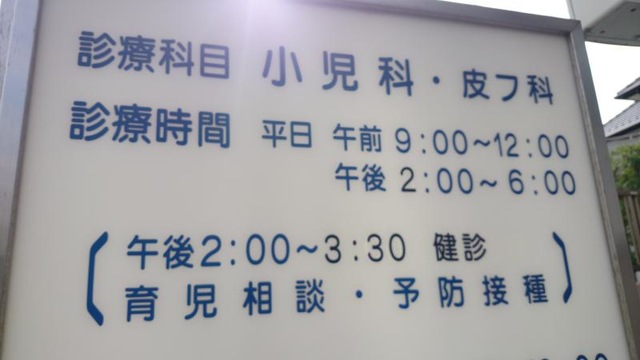 診療科目 小児科・皮フ科
診療時間 平日 午前 9:00~12:00
午後 2:00~6:00
午後2:00~3:30 健診
育児相談・予防接種